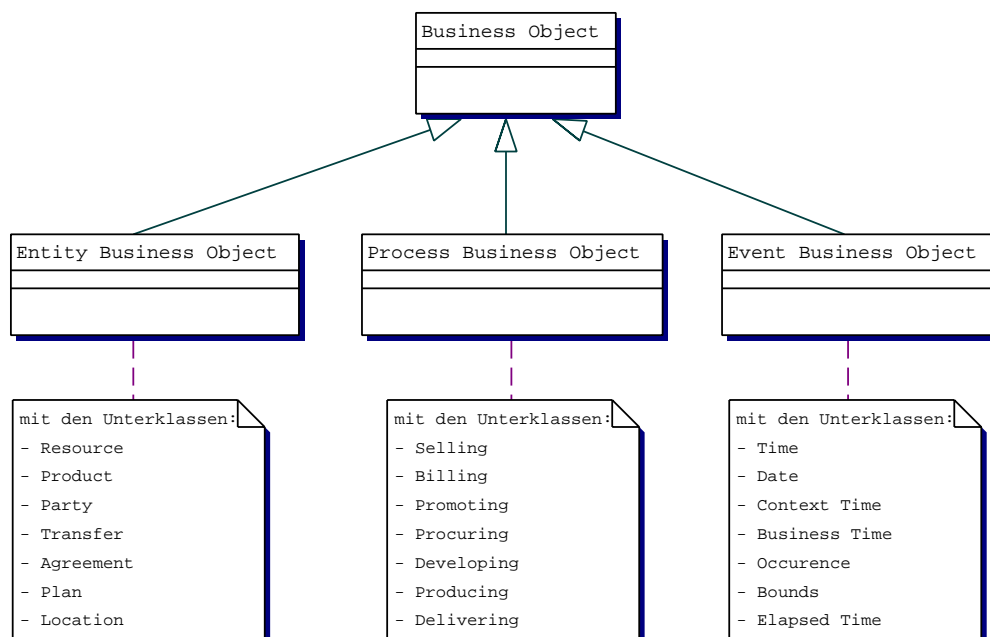 Business Object
Entity Business Object
Process Business Object
Event Business Object
mit den Unterklassen:
- Resource
- Product
- Party
- Transfer
- Agreement
- Plan
- Location
mit den Unterklassen:
- Selling
- Billing
- Promoting
- Procuring
- Developing
- Producing
- Delivering
mit den Unterklassen:
- Time
- Date
- Context Time
- Business Time
- Occurence
- Bounds
- Elapsed Time